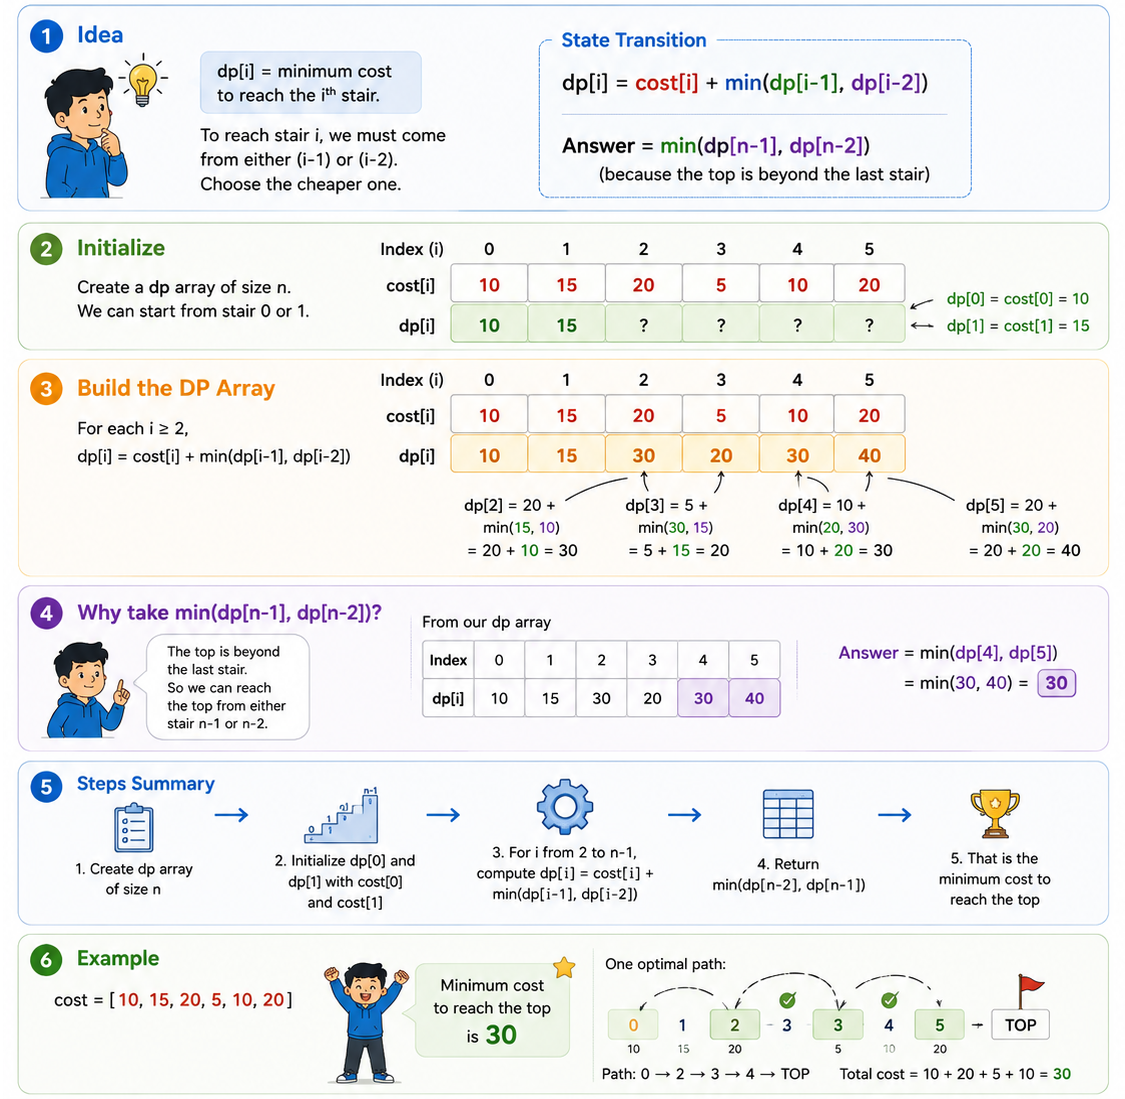 1 Idea
dp[i] = minimum cost
to reach the iᵗʰ stair.
To reach stair i, we must come
from either (i-1) or (i-2).
Choose the cheaper one.
State Transition
dp[i] = cost[i] + min(dp[i-1], dp[i-2])
Answer = min(dp[n-1], dp[n-2])
(because the top is beyond the last stair)
2 Initialize
Create a dp array of size n.
We can start from stair 0 or 1.
Index (i) 0 1 2 3 4 5
cost[i] 10 15 20 5 10 20
dp[i] 10 15 ? ? ? ?
dp[0] = cost[0] = 10
dp[1] = cost[1] = 15
3 Build the DP Array
For each i ≥ 2,
dp[i] = cost[i] + min(dp[i-1], dp[i-2])
Index (i) 0 1 2 3 4 5
cost[i] 10 15 20 5 10 20
dp[i] 10 15 30 20 30 40
dp[2] = 20 +
min(15, 10)
= 20 + 10 = 30
dp[3] = 5 +
min(30, 15)
= 5 + 15 = 20
dp[4] = 10 +
min(20, 30)
= 10 + 20 = 30
dp[5] = 20 +
min(30, 20)
= 20 + 20 = 40
4 Why take min(dp[n-1], dp[n-2])?
The top is beyond
the last stair.
So we can reach
the top from either
stair n-1 or n-2.
From our dp array
Index 0 1 2 3 4 5
dp[i] 10 15 30 20 30 40
Answer = min(dp[4], dp[5])
= min(30, 40) = 30
5 Steps Summary
1. Create dp array
of size n
0 1 n-1
2. Initialize dp[0] and
dp[1] with cost[0]
and cost[1]
3. For i from 2 to n-1,
compute dp[i] = cost[i] +
min(dp[i-1], dp[i-2])
4. Return
min(dp[n-2], dp[n-1])
5. That is the
minimum cost to
reach the top
6 Example
cost = [10, 15, 20, 5, 10, 20]
Minimum cost
to reach the top
is 30
One optimal path:
0 1 2 3 3 4 5 TOP
10 15 20 5 10 20
Path: 0 → 2 → 3 → 4 → TOP
Total cost = 10 + 20 + 5 + 10 = 30